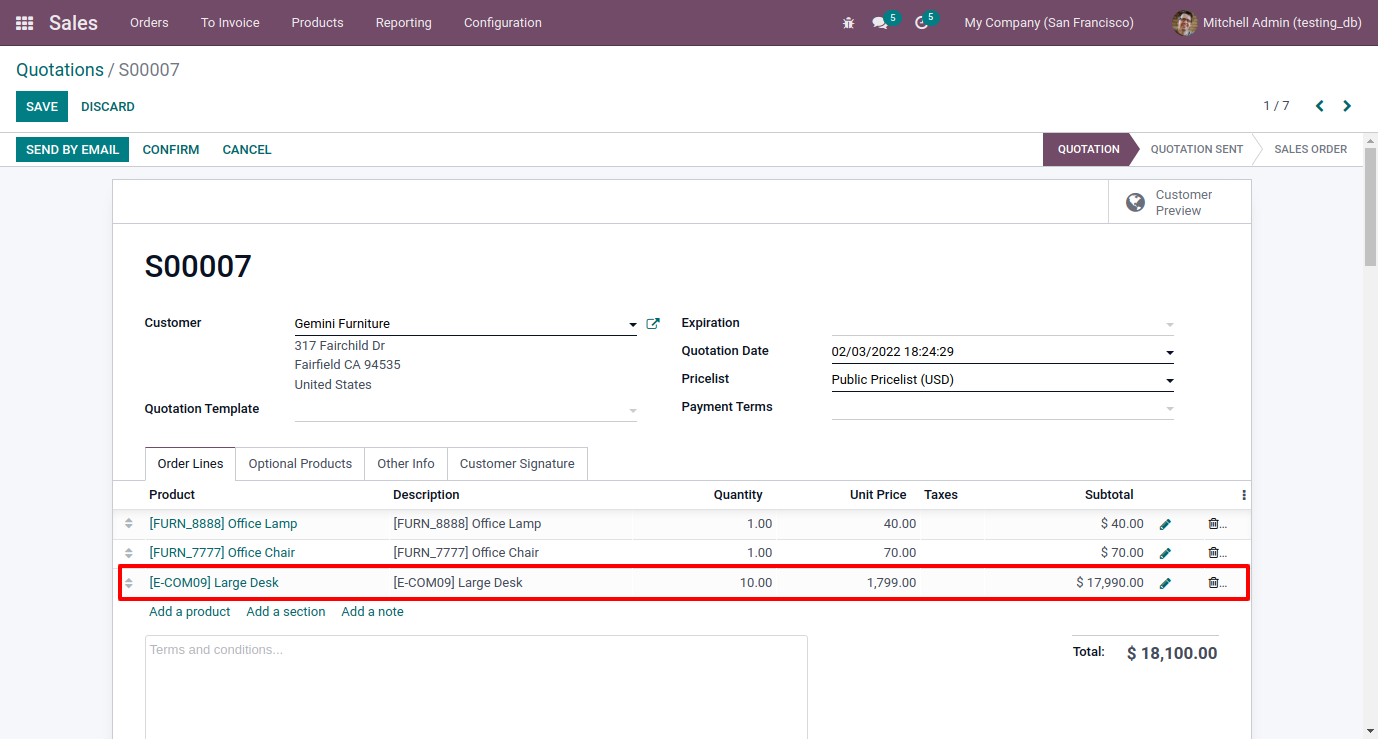 Sales Orders To Invoice Products Reporting Configuration 5 5 My Company (San Francisco) Mitchell Admin (testing_db)
Quotations / S00007
SAVE DISCARD 1 / 7
SEND BY EMAIL CONFIRM CANCEL QUOTATION QUOTATION SENT SALES ORDER
Customer
Preview
S00007
Customer Gemini Furniture Expiration
317 Fairchild Dr Quotation Date 02/03/2022 18:24:29
Fairfield CA 94535
United States Pricelist Public Pricelist (USD)
Quotation Template Payment Terms
Order Lines Optional Products Other Info Customer Signature
Product Description Quantity Unit Price Taxes Subtotal
[FURN_8888] Office Lamp [FURN_8888] Office Lamp 1.00 40.00 $ 40.00 ...
[FURN_7777] Office Chair [FURN_7777] Office Chair 1.00 70.00 $ 70.00 ...
[E-COM09] Large Desk [E-COM09] Large Desk 10.00 1,799.00 $ 17,990.00 ...
Add a product Add a section Add a note
Terms and conditions... Total: $ 18,100.00